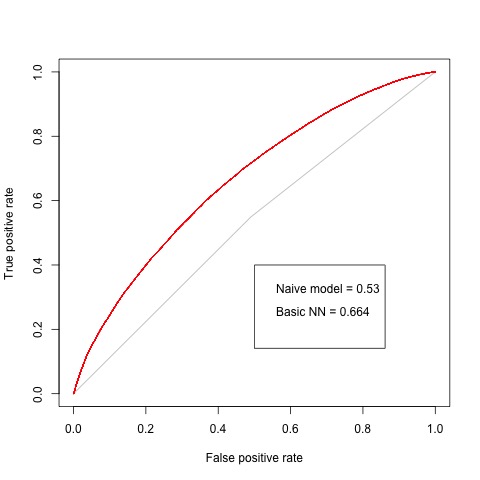 True positive rate
1.0
0.8
0.6
0.4
0.2
0.0
Naive model = 0.53
Basic NN = 0.664
0.0 0.2 0.4 0.6 0.8 1.0
False positive rate